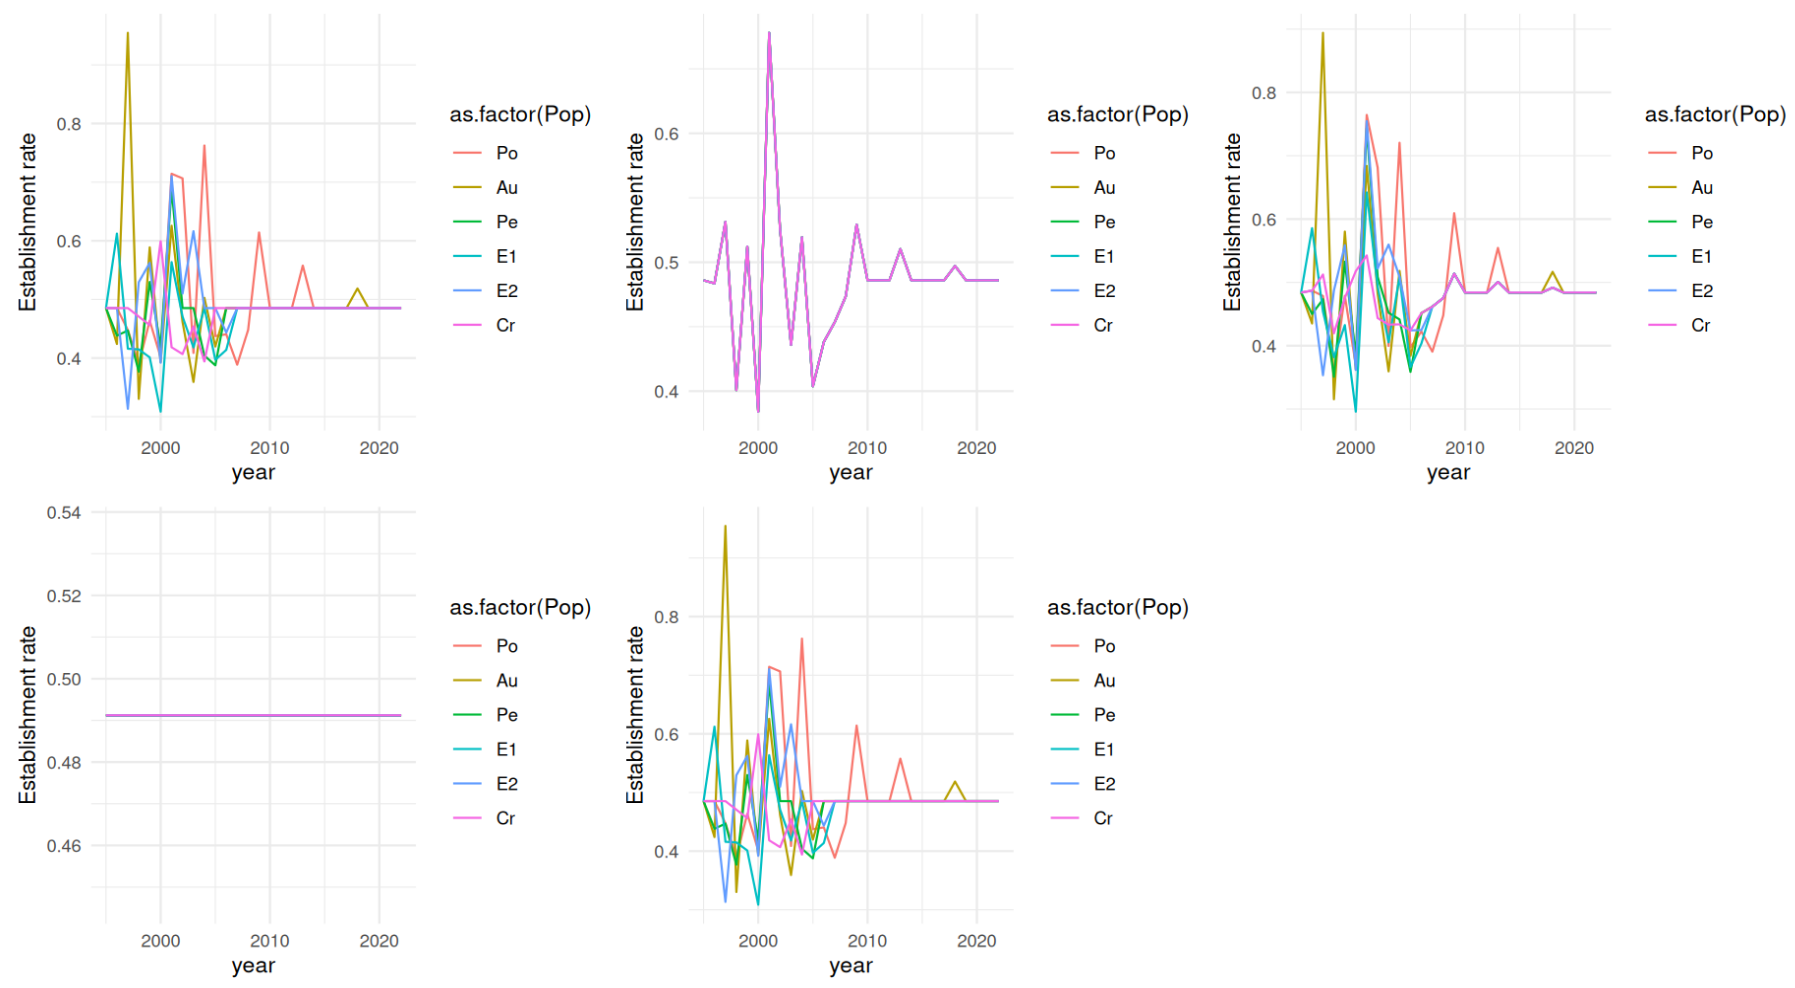 Establishment rate
0.8
0.6
0.4
2000 2010 2020
year
as.factor(Pop)
Po
Au
Pe
E1
E2
Cr
Establishment rate
0.6
0.5
0.4
2000 2010 2020
year
as.factor(Pop)
Po
Au
Pe
E1
E2
Cr
Establishment rate
0.8
0.6
0.4
2000 2010 2020
year
as.factor(Pop)
Po
Au
Pe
E1
E2
Cr
Establishment rate
0.54
0.52
0.50
0.48
0.46
2000 2010 2020
year
as.factor(Pop)
Po
Au
Pe
E1
E2
Cr
Establishment rate
0.8
0.6
0.4
2000 2010 2020
year
as.factor(Pop)
Po
Au
Pe
E1
E2
Cr